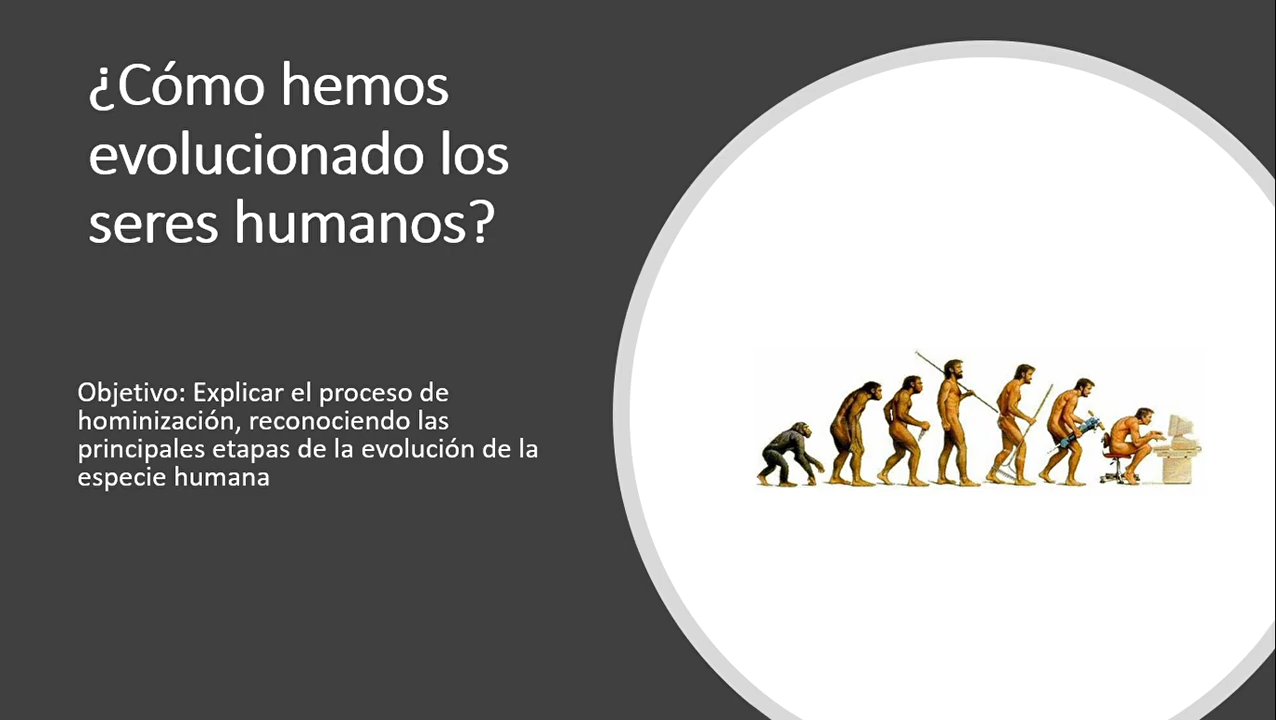 ¿Cómo hemos
evolucionado los
seres humanos?
Objetivo: Explicar el proceso de
hominización, reconociendo las
principales etapas de la evolución de la
especie humana